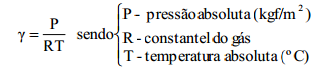 γ = P / RT sendo { P - pressão absoluta (kgf/m²)
R - constantel do gás
T - temperatura absoluta (º C)